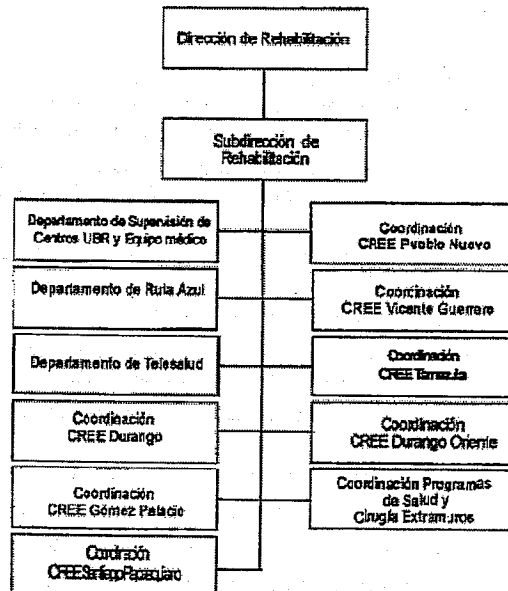 Dirección de Rehabilitación
Subdirección de
Rehabilitación
Departamento de Supervisión de
Centros UBR y Equipo médico
Coordinación
CREE Pueblo Nuevo
Departamento de Ruta Azul
Coordinación
CREE Vicente Guerrero
Departamento de Telesalud
Coordinación
CREE Tamazula
Coordinación
CREE Durango
Coordinación
CREE Durango Oriente
Coordinación
CREE Gómez Palacio
Coordinación Programas
de Salud y
Cirugía Extramuros
Coordinación
CREE Santiago Papasquiaro